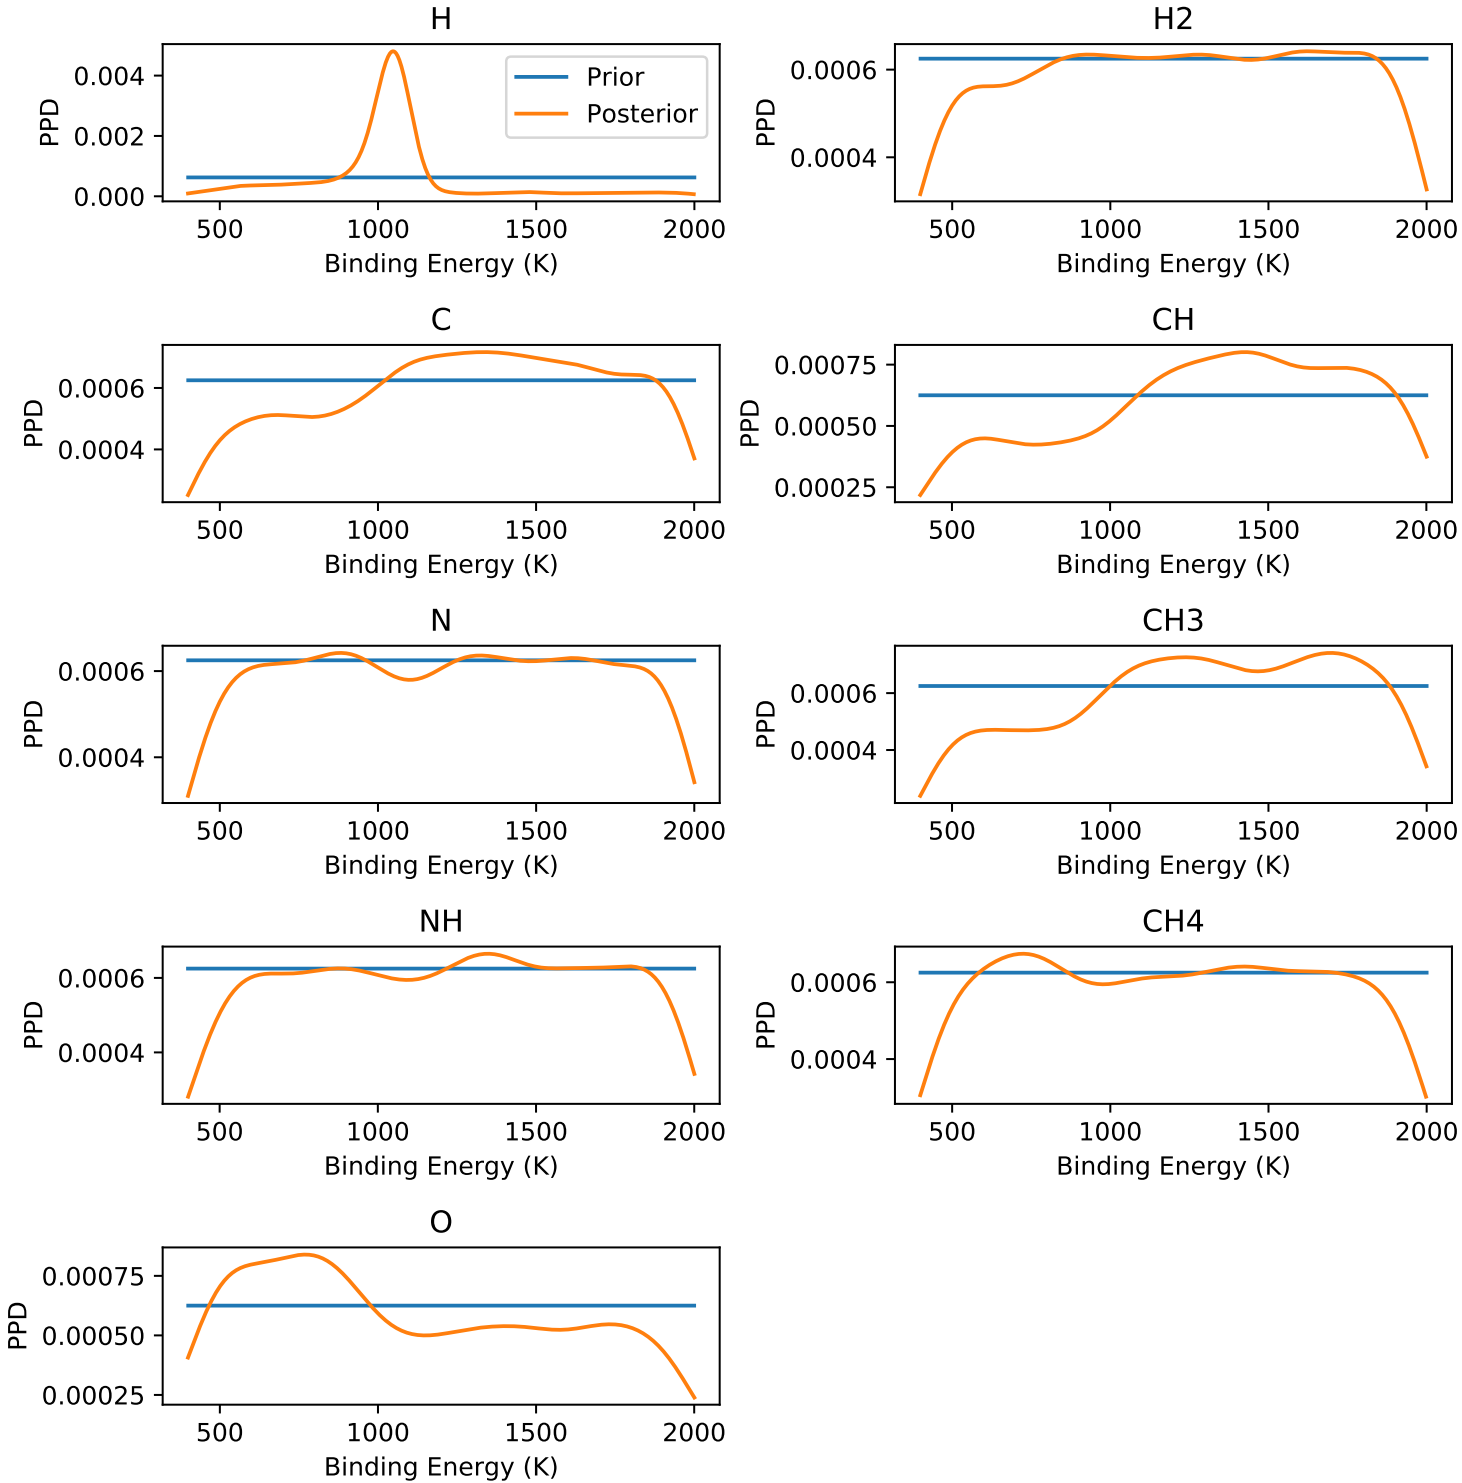 H
PPD
0.004
0.002
0.000
Prior
Posterior
500 1000 1500 2000
Binding Energy (K)
H2
PPD
0.0006
0.0004
500 1000 1500 2000
Binding Energy (K)
C
PPD
0.0006
0.0004
500 1000 1500 2000
Binding Energy (K)
CH
PPD
0.00075
0.00050
0.00025
500 1000 1500 2000
Binding Energy (K)
N
PPD
0.0006
0.0004
500 1000 1500 2000
Binding Energy (K)
CH3
PPD
0.0006
0.0004
500 1000 1500 2000
Binding Energy (K)
NH
PPD
0.0006
0.0004
500 1000 1500 2000
Binding Energy (K)
CH4
PPD
0.0006
0.0004
500 1000 1500 2000
Binding Energy (K)
O
PPD
0.00075
0.00050
0.00025
500 1000 1500 2000
Binding Energy (K)